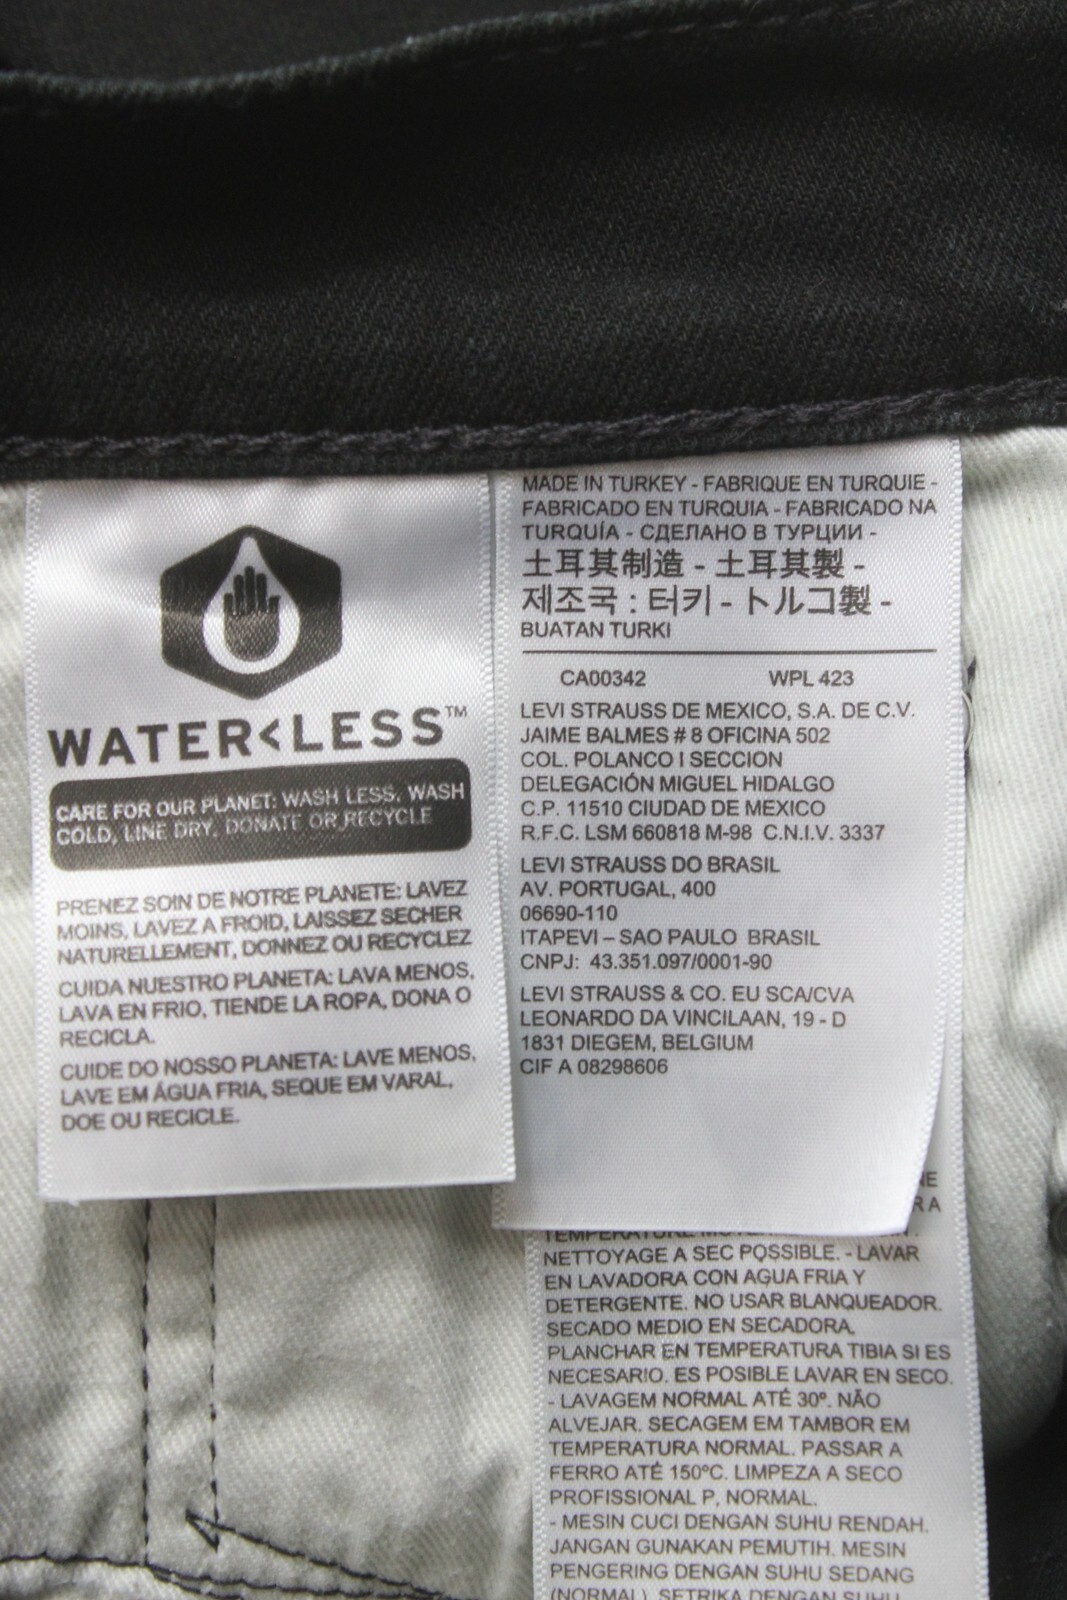 WATER<LESS™
CARE FOR OUR PLANET: WASH LESS, WASH
COLD, LINE DRY, DONATE OR RECYCLE
PRENEZ SOIN DE NOTRE PLANETE: LAVEZ
MOINS, LAVEZ A FROID, LAISSEZ SECHER
NATURELLEMENT, DONNEZ OU RECYCLEZ
CUIDA NUESTRO PLANETA: LAVA MENOS,
LAVA EN FRIO, TIENDE LA ROPA, DONA O
RECICLA.
CUIDE DO NOSSO PLANETA: LAVE MENOS,
LAVE EM ÁGUA FRIA, SEQUE EM VARAL,
DOE OU RECICLE.
MADE IN TURKEY - FABRIQUE EN TURQUIE -
FABRICADO EN TURQUIA - FABRICADO NA
TURQUÍA - СДЕЛАНО В ТУРЦИИ -
土耳其制造 - 土耳其製 -
제조국 : 터키 - トルコ製 -
BUATAN TURKI
CA00342 WPL 423
LEVI STRAUSS DE MEXICO, S.A. DE C.V.
JAIME BALMES # 8 OFICINA 502
COL. POLANCO I SECCION
DELEGACIÓN MIGUEL HIDALGO
C.P. 11510 CIUDAD DE MEXICO
R.F.C. LSM 660818 M-98 C.N.I.V. 3337
LEVI STRAUSS DO BRASIL
AV. PORTUGAL, 400
06690-110
ITAPEVI – SAO PAULO BRASIL
CNPJ: 43.351.097/0001-90
LEVI STRAUSS & CO. EU SCA/CVA
LEONARDO DA VINCILAAN, 19 - D
1831 DIEGEM, BELGIUM
CIF A 08298606
NE
R A
TEMPERATURE
NETTOYAGE A SEC POSSIBLE. - LAVAR
EN LAVADORA CON AGUA FRIA Y
DETERGENTE. NO USAR BLANQUEADOR.
SECADO MEDIO EN SECADORA,
PLANCHAR EN TEMPERATURA TIBIA SI ES
NECESARIO. ES POSIBLE LAVAR EN SECO.
- LAVAGEM NORMAL ATÉ 30º. NÃO
ALVEJAR. SECAGEM EM TAMBOR EM
TEMPERATURA NORMAL. PASSAR A
FERRO ATÉ 150ºC. LIMPEZA A SECO
PROFISSIONAL P, NORMAL.
- MESIN CUCI DENGAN SUHU RENDAH.
JANGAN GUNAKAN PEMUTIH. MESIN
PENGERING DENGAN SUHU SEDANG
(NORMAL). SETRIKA DENGAN SUHU